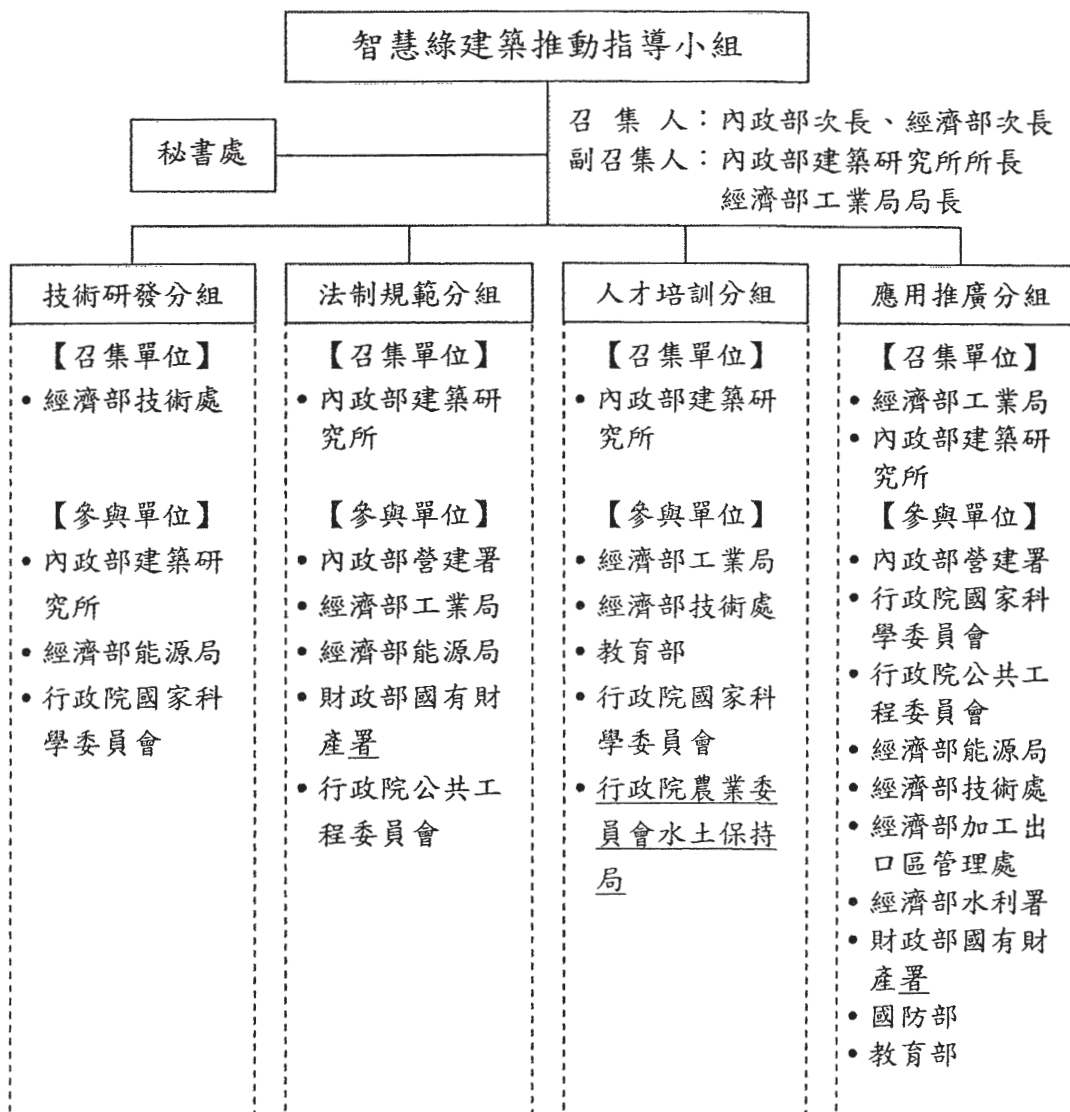 智慧綠建築推動指導小組
秘書處
召 集 人：內政部次長、經濟部次長
副召集人：內政部建築研究所所長
經濟部工業局局長
技術研發分組
【召集單位】
• 經濟部技術處
【參與單位】
• 內政部建築研
究所
• 經濟部能源局
• 行政院國家科
學委員會
法制規範分組
【召集單位】
• 內政部建築研
究所
【參與單位】
• 內政部營建署
• 經濟部工業局
• 經濟部能源局
• 財政部國有財
產署
• 行政院公共工
程委員會
人才培訓分組
【召集單位】
• 內政部建築研
究所
【參與單位】
• 經濟部工業局
• 經濟部技術處
• 教育部
• 行政院國家科
學委員會
• 行政院農業委
員會水土保持
局
應用推廣分組
【召集單位】
• 經濟部工業局
• 內政部建築研
究所
【參與單位】
• 內政部營建署
• 行政院國家科
學委員會
• 行政院公共工
程委員會
• 經濟部能源局
• 經濟部技術處
• 經濟部加工出
口區管理處
• 經濟部水利署
• 財政部國有財
產署
• 國防部
• 教育部